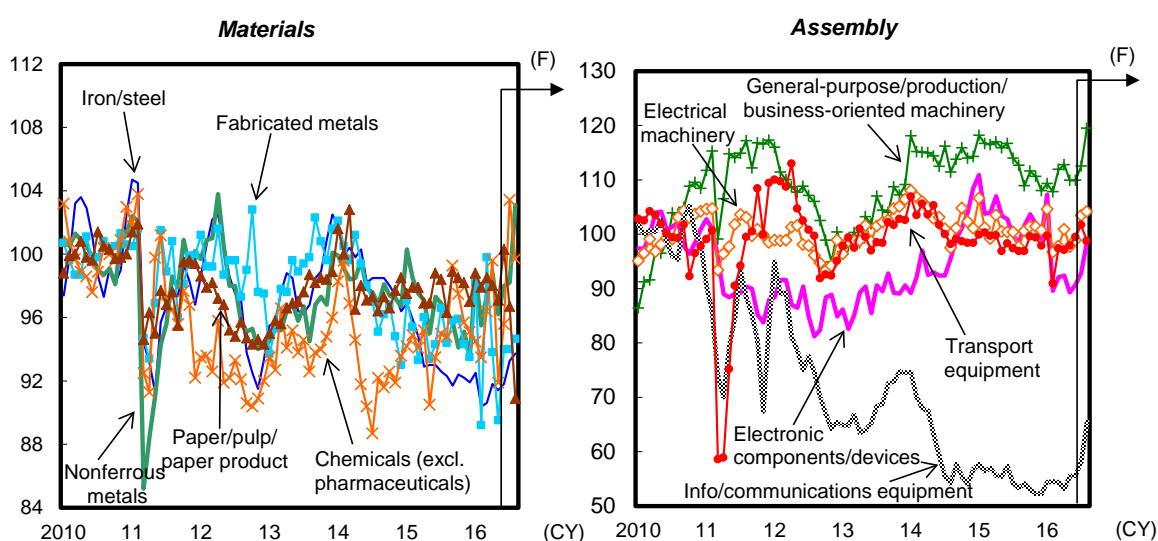 Materials
(F)
112
108
104
100
96
92
88
84
Iron/steel
Fabricated metals
Nonferrous
metals
Paper/pulp/
paper product
Chemicals (excl.
pharmaceuticals)
2010 11 12 13 14 15 16
(CY)
Assembly
(F)
130
120
110
100
90
80
70
60
50
General-purpose/production/
business-oriented machinery
Electrical
machinery
Transport
equipment
Electronic
components/devices
Info/communications equipment
2010 11 12 13 14 15 16
(CY)